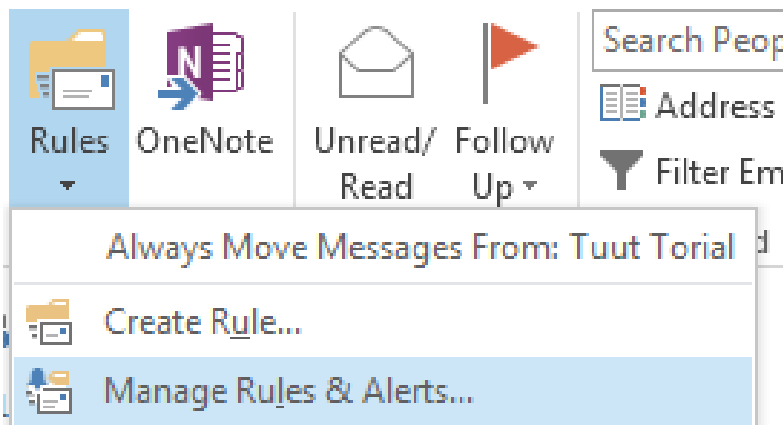 Search Peop
Rules OneNote Unread/ Read Follow Up
Address
Filter Em
Always Move Messages From: Tuut Torial
Create Rule...
Manage Rules & Alerts...